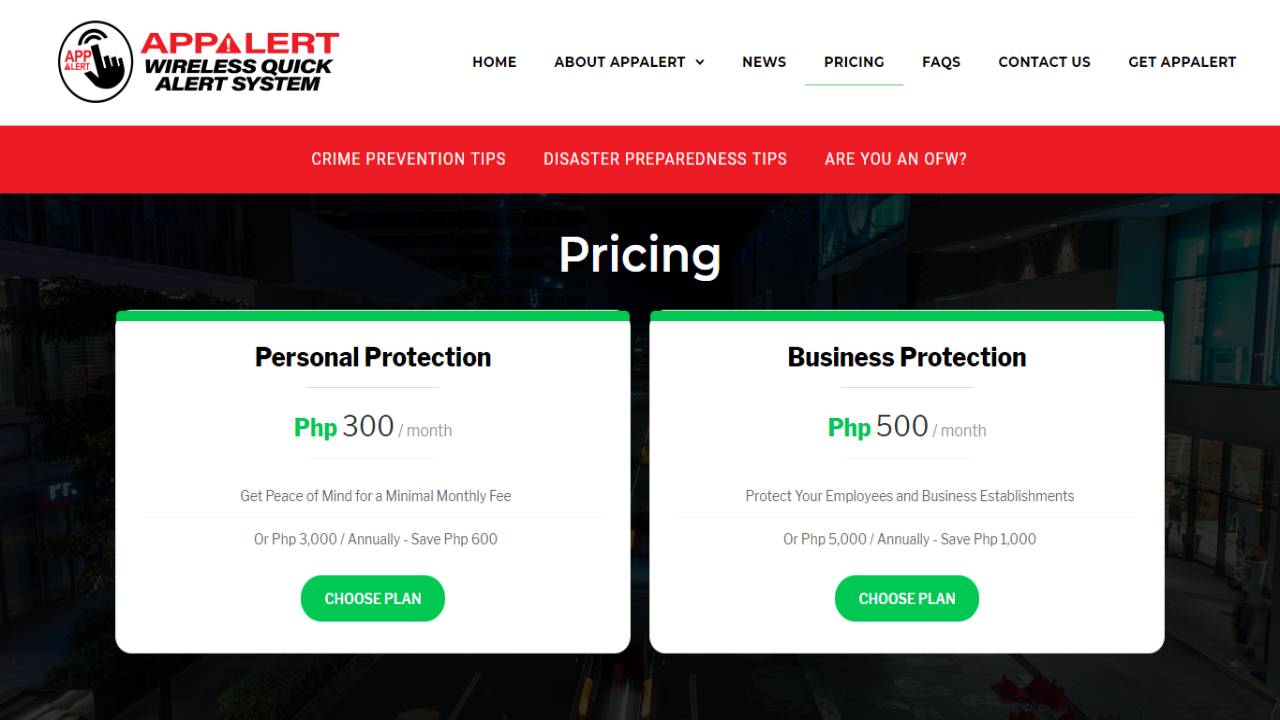 APP
ALERT
APPALERT
WIRELESS QUICK
ALERT SYSTEM
HOME
ABOUT APPALERT
NEWS
PRICING
FAQS
CONTACT US
GET APPALERT
CRIME PREVENTION TIPS
DISASTER PREPAREDNESS TIPS
ARE YOU AN OFW?
Pricing
Personal Protection
Php 300 / month
Get Peace of Mind for a Minimal Monthly Fee
Or Php 3,000 / Annually - Save Php 600
CHOOSE PLAN
Business Protection
Php 500 / month
Protect Your Employees and Business Establishments
Or Php 5,000 / Annually - Save Php 1,000
CHOOSE PLAN